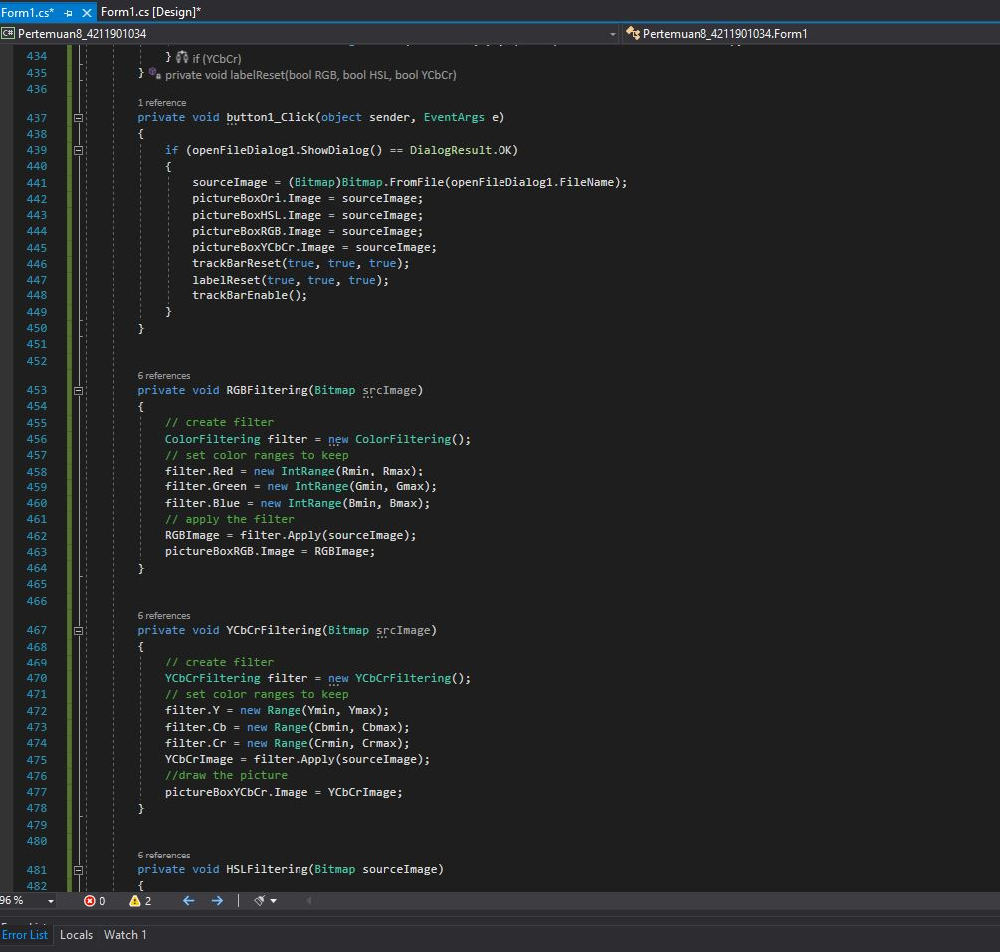 Form1.cs* Form1.cs [Design]*
C# Pertemuan8_4211901034 Pertemuan8_4211901034.Form1
434 } if (YCbCr)
435 } private void labelReset(bool RGB, bool HSL, bool YCbCr)
436
1 reference
437 private void button1_Click(object sender, EventArgs e)
438 {
439 if (openFileDialog1.ShowDialog() == DialogResult.OK)
440 {
441 sourceImage = (Bitmap)Bitmap.FromFile(openFileDialog1.FileName);
442 pictureBoxOri.Image = sourceImage;
443 pictureBoxHSL.Image = sourceImage;
444 pictureBoxRGB.Image = sourceImage;
445 pictureBoxYCbCr.Image = sourceImage;
446 trackBarReset(true, true, true);
447 labelReset(true, true, true);
448 trackBarEnable();
449 }
450 }
451
452
6 references
453 private void RGBFiltering(Bitmap srcImage)
454 {
455 // create filter
456 ColorFiltering filter = new ColorFiltering();
457 // set color ranges to keep
458 filter.Red = new IntRange(Rmin, Rmax);
459 filter.Green = new IntRange(Gmin, Gmax);
460 filter.Blue = new IntRange(Bmin, Bmax);
461 // apply the filter
462 RGBImage = filter.Apply(sourceImage);
463 pictureBoxRGB.Image = RGBImage;
464 }
465
466
6 references
467 private void YCbCrFiltering(Bitmap srcImage)
468 {
469 // create filter
470 YCbCrFiltering filter = new YCbCrFiltering();
471 // set color ranges to keep
472 filter.Y = new Range(Ymin, Ymax);
473 filter.Cb = new Range(Cbmin, Cbmax);
474 filter.Cr = new Range(Crmin, Crmax);
475 YCbCrImage = filter.Apply(sourceImage);
476 //draw the picture
477 pictureBoxYCbCr.Image = YCbCrImage;
478 }
479
480
6 references
481 private void HSLFiltering(Bitmap sourceImage)
482 {
96 % 0 2
Error List Locals Watch 1